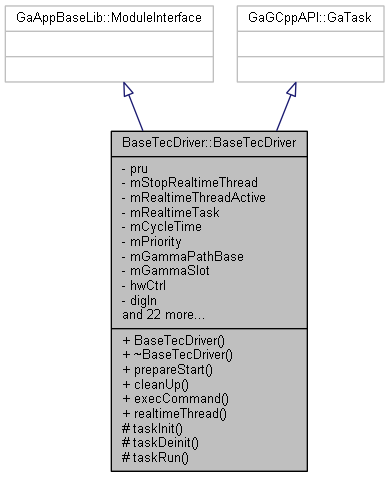 GaAppBaseLib::ModuleInterface
GaGCppAPI::GaTask
BaseTecDriver::BaseTecDriver
- pru
- mStopRealtimeThread
- mRealtimeThreadActive
- mRealtimeTask
- mCycleTime
- mPriority
- mGammaPathBase
- mGammaSlot
- hwCtrl
- digIn
and 22 more...
+ BaseTecDriver()
+ ~BaseTecDriver()
+ prepareStart()
+ cleanUp()
+ execCommand()
+ realtimeThread()
# taskInit()
# taskDeinit()
# taskRun()